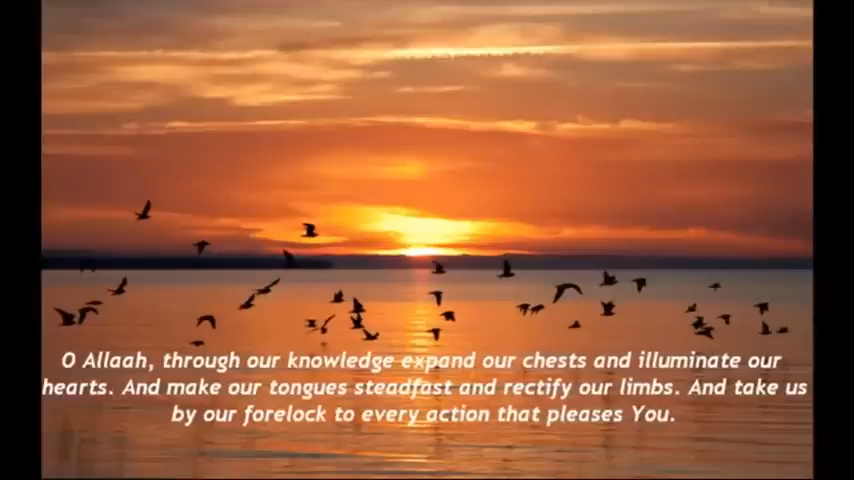 O Allaah, through our knowledge expand our chests and illuminate our
hearts. And make our tongues steadfast and rectify our limbs. And take us
by our forelock to every action that pleases You.